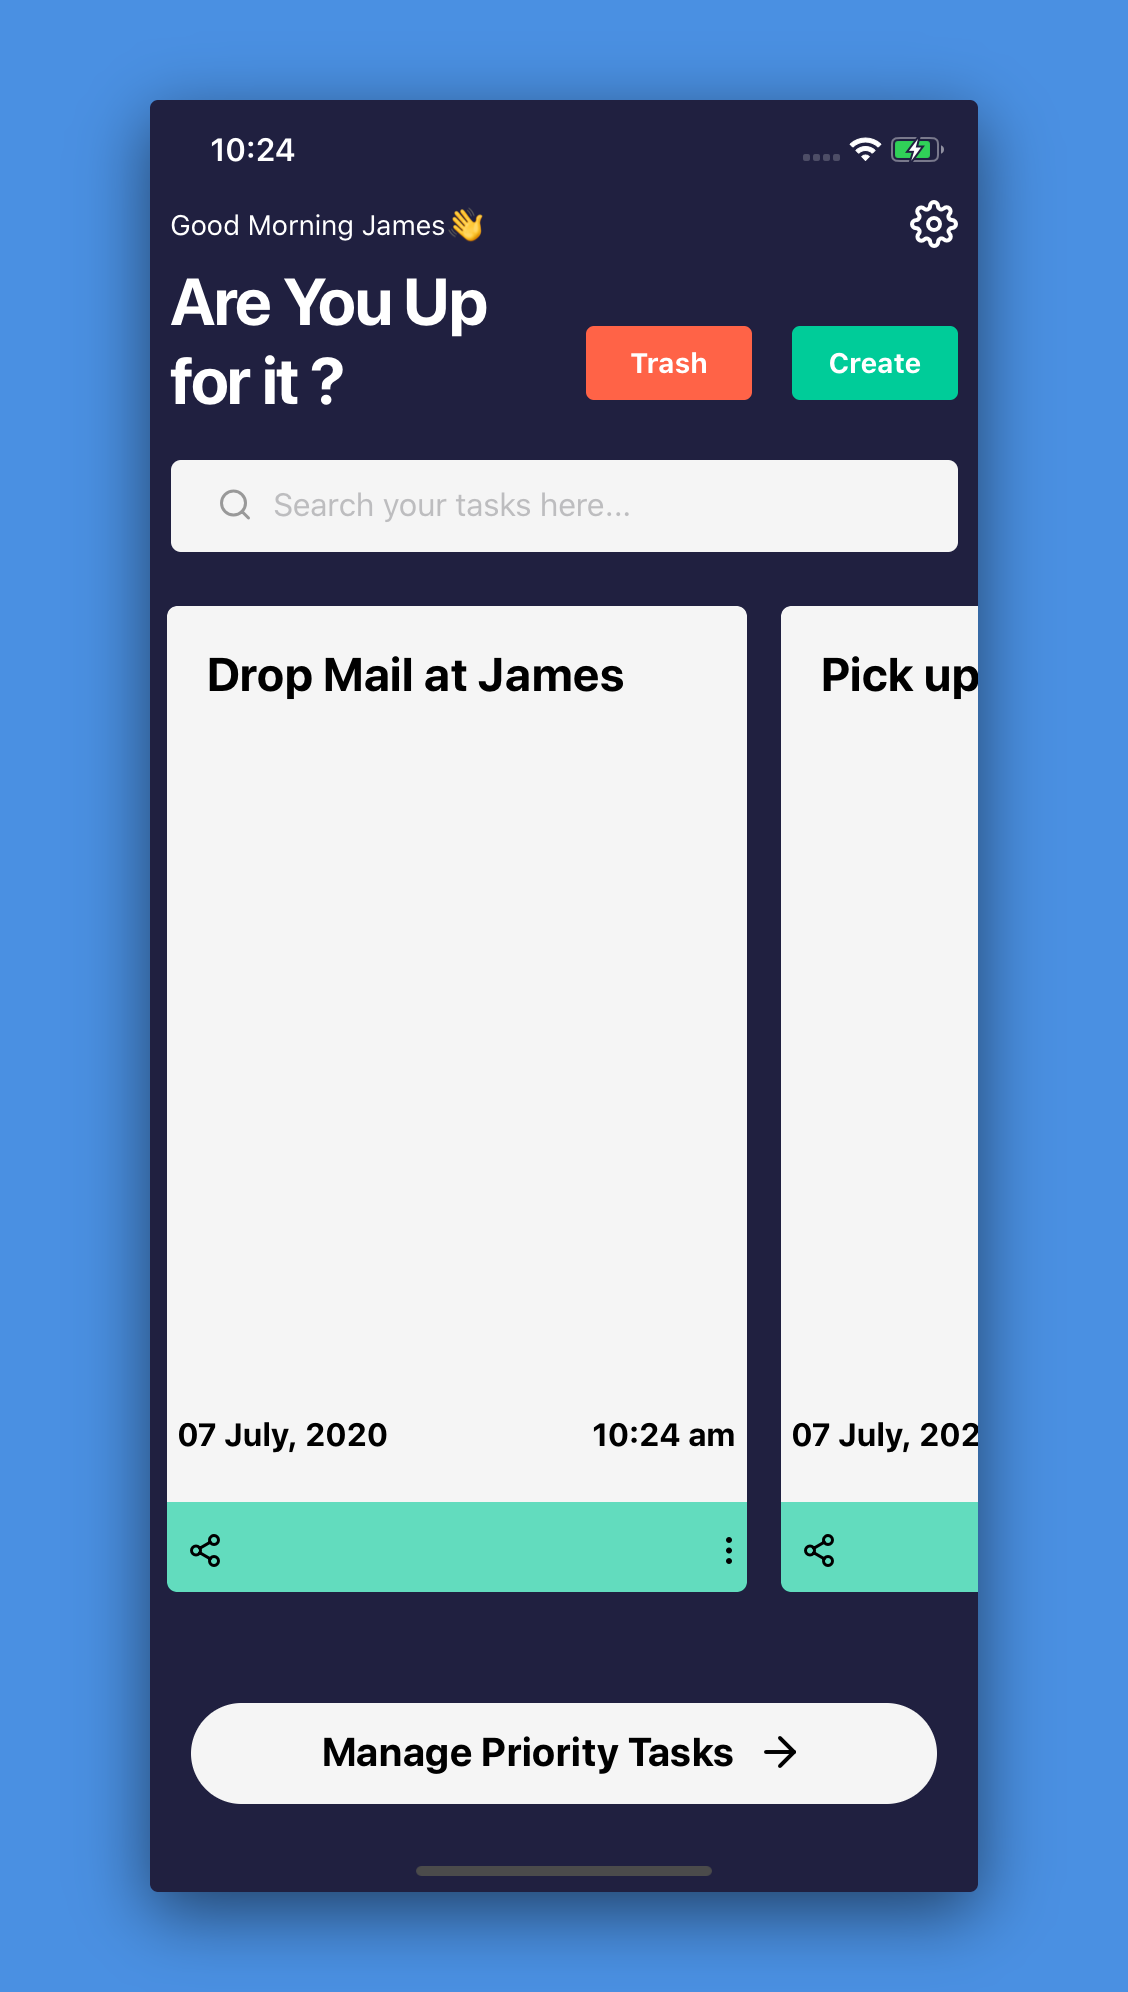 10:24
Good Morning James👋
Are You Up
for it ?
Trash
Create
Search your tasks here...
Drop Mail at James
Pick up
07 July, 2020
10:24 am
07 July, 202
Manage Priority Tasks